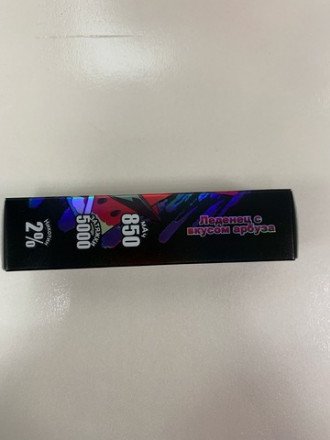 Леденец с
вкусом арбуза
850
мАч
5000
затяжек
2%
никотин